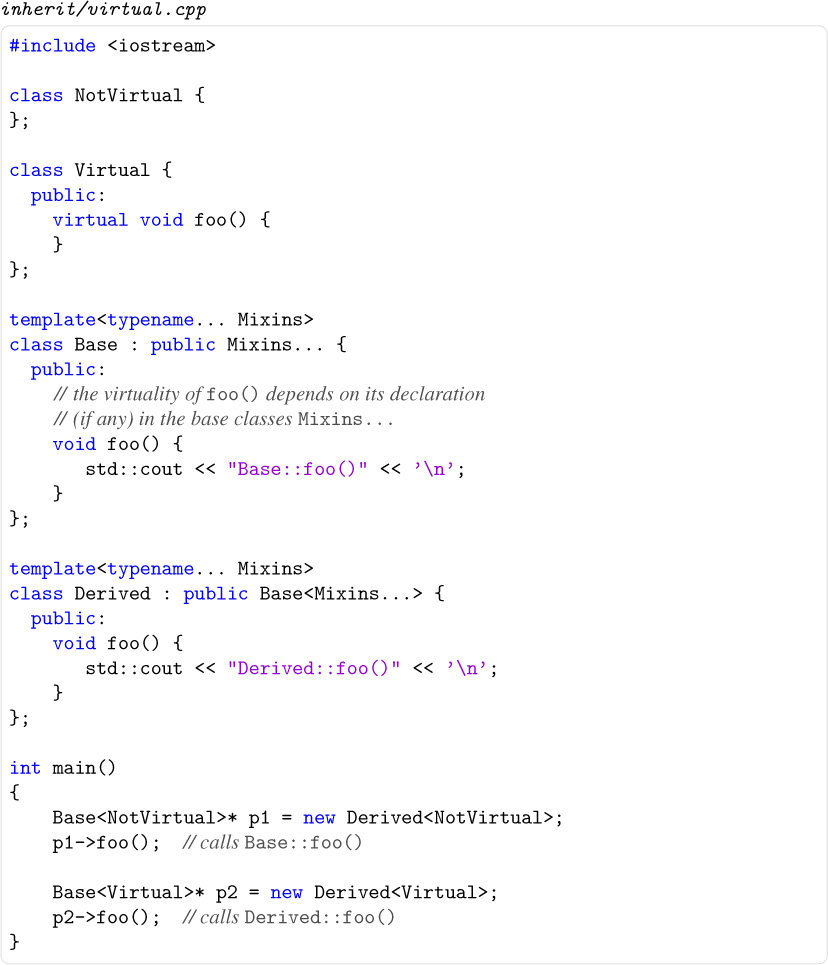 inherit/virtual.cpp
#include <iostream>
class NotVirtual {
};
class Virtual {
  public:
    virtual void foo() {
    }
};
template<typename... Mixins>
class Base : public Mixins... {
  public:
    // the virtuality of foo() depends on its declaration
    // (if any) in the base classes Mixins...
    void foo() {
       std::cout << "Base::foo()" << ’\n’;
    }
};
template<typename... Mixins>
class Derived : public Base<Mixins...> {
  public:
    void foo() {
       std::cout << "Derived::foo()" << ’\n’;
    }
};
int main()
{
    Base<NotVirtual>* p1 = new Derived<NotVirtual>;
    p1->foo();  // calls Base::foo()
    Base<Virtual>* p2 = new Derived<Virtual>;
    p2->foo();  // calls Derived::foo()
}